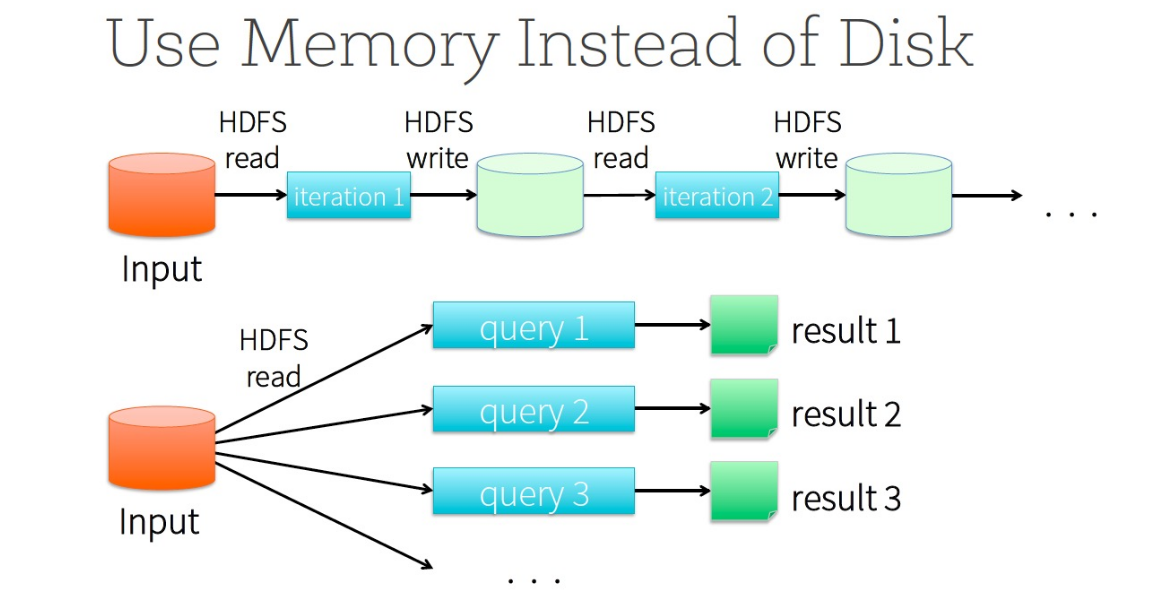 Use Memory Instead of Disk
HDFS
read
HDFS
write
HDFS
read
HDFS
write
iteration 1
iteration 2
. . .
Input
HDFS
read
query 1
result 1
query 2
result 2
query 3
result 3
Input
. . .